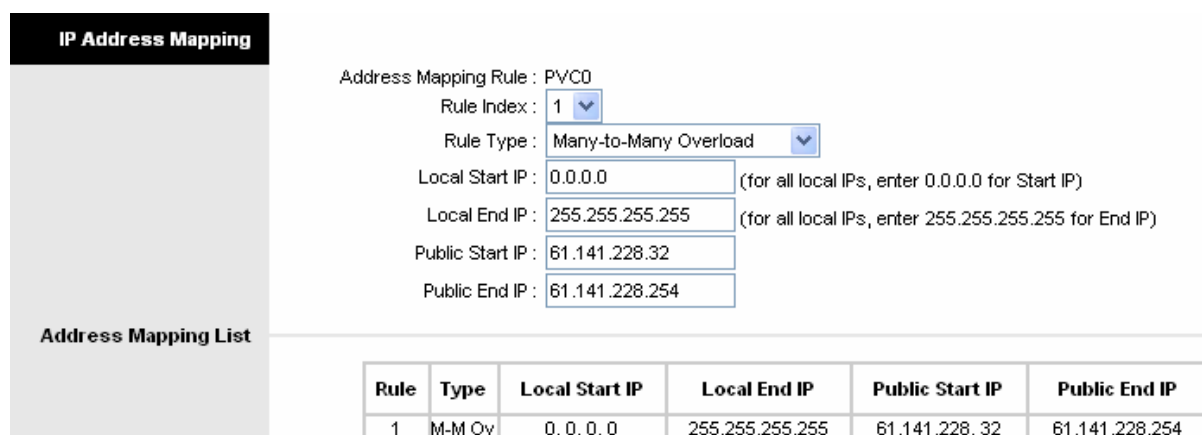 IP Address Mapping
Address Mapping Rule : PVC0
Rule Index : 1
Rule Type : Many-to-Many Overload
Local Start IP : 0.0.0.0 (for all local IPs, enter 0.0.0.0 for Start IP)
Local End IP : 255.255.255.255 (for all local IPs, enter 255.255.255.255 for End IP)
Public Start IP : 61.141.228.32
Public End IP : 61.141.228.254
Address Mapping List
Rule Type Local Start IP Local End IP Public Start IP Public End IP
1 M-M Ov 0. 0. 0. 0 255.255.255.255 61.141.228. 32 61.141.228.254